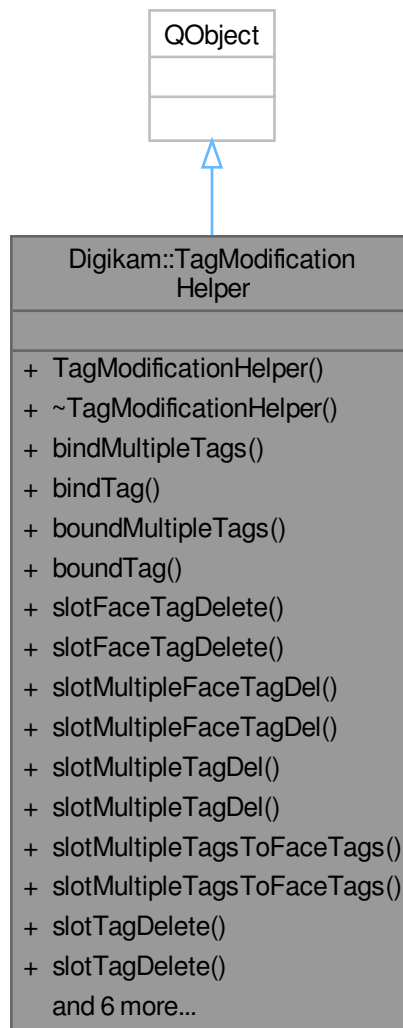 QObject
Digikam::TagModification
Helper
+ TagModificationHelper()
+ ~TagModificationHelper()
+ bindMultipleTags()
+ bindTag()
+ boundMultipleTags()
+ boundTag()
+ slotFaceTagDelete()
+ slotFaceTagDelete()
+ slotMultipleFaceTagDel()
+ slotMultipleFaceTagDel()
+ slotMultipleTagDel()
+ slotMultipleTagDel()
+ slotMultipleTagsToFaceTags()
+ slotMultipleTagsToFaceTags()
+ slotTagDelete()
+ slotTagDelete()
and 6 more...